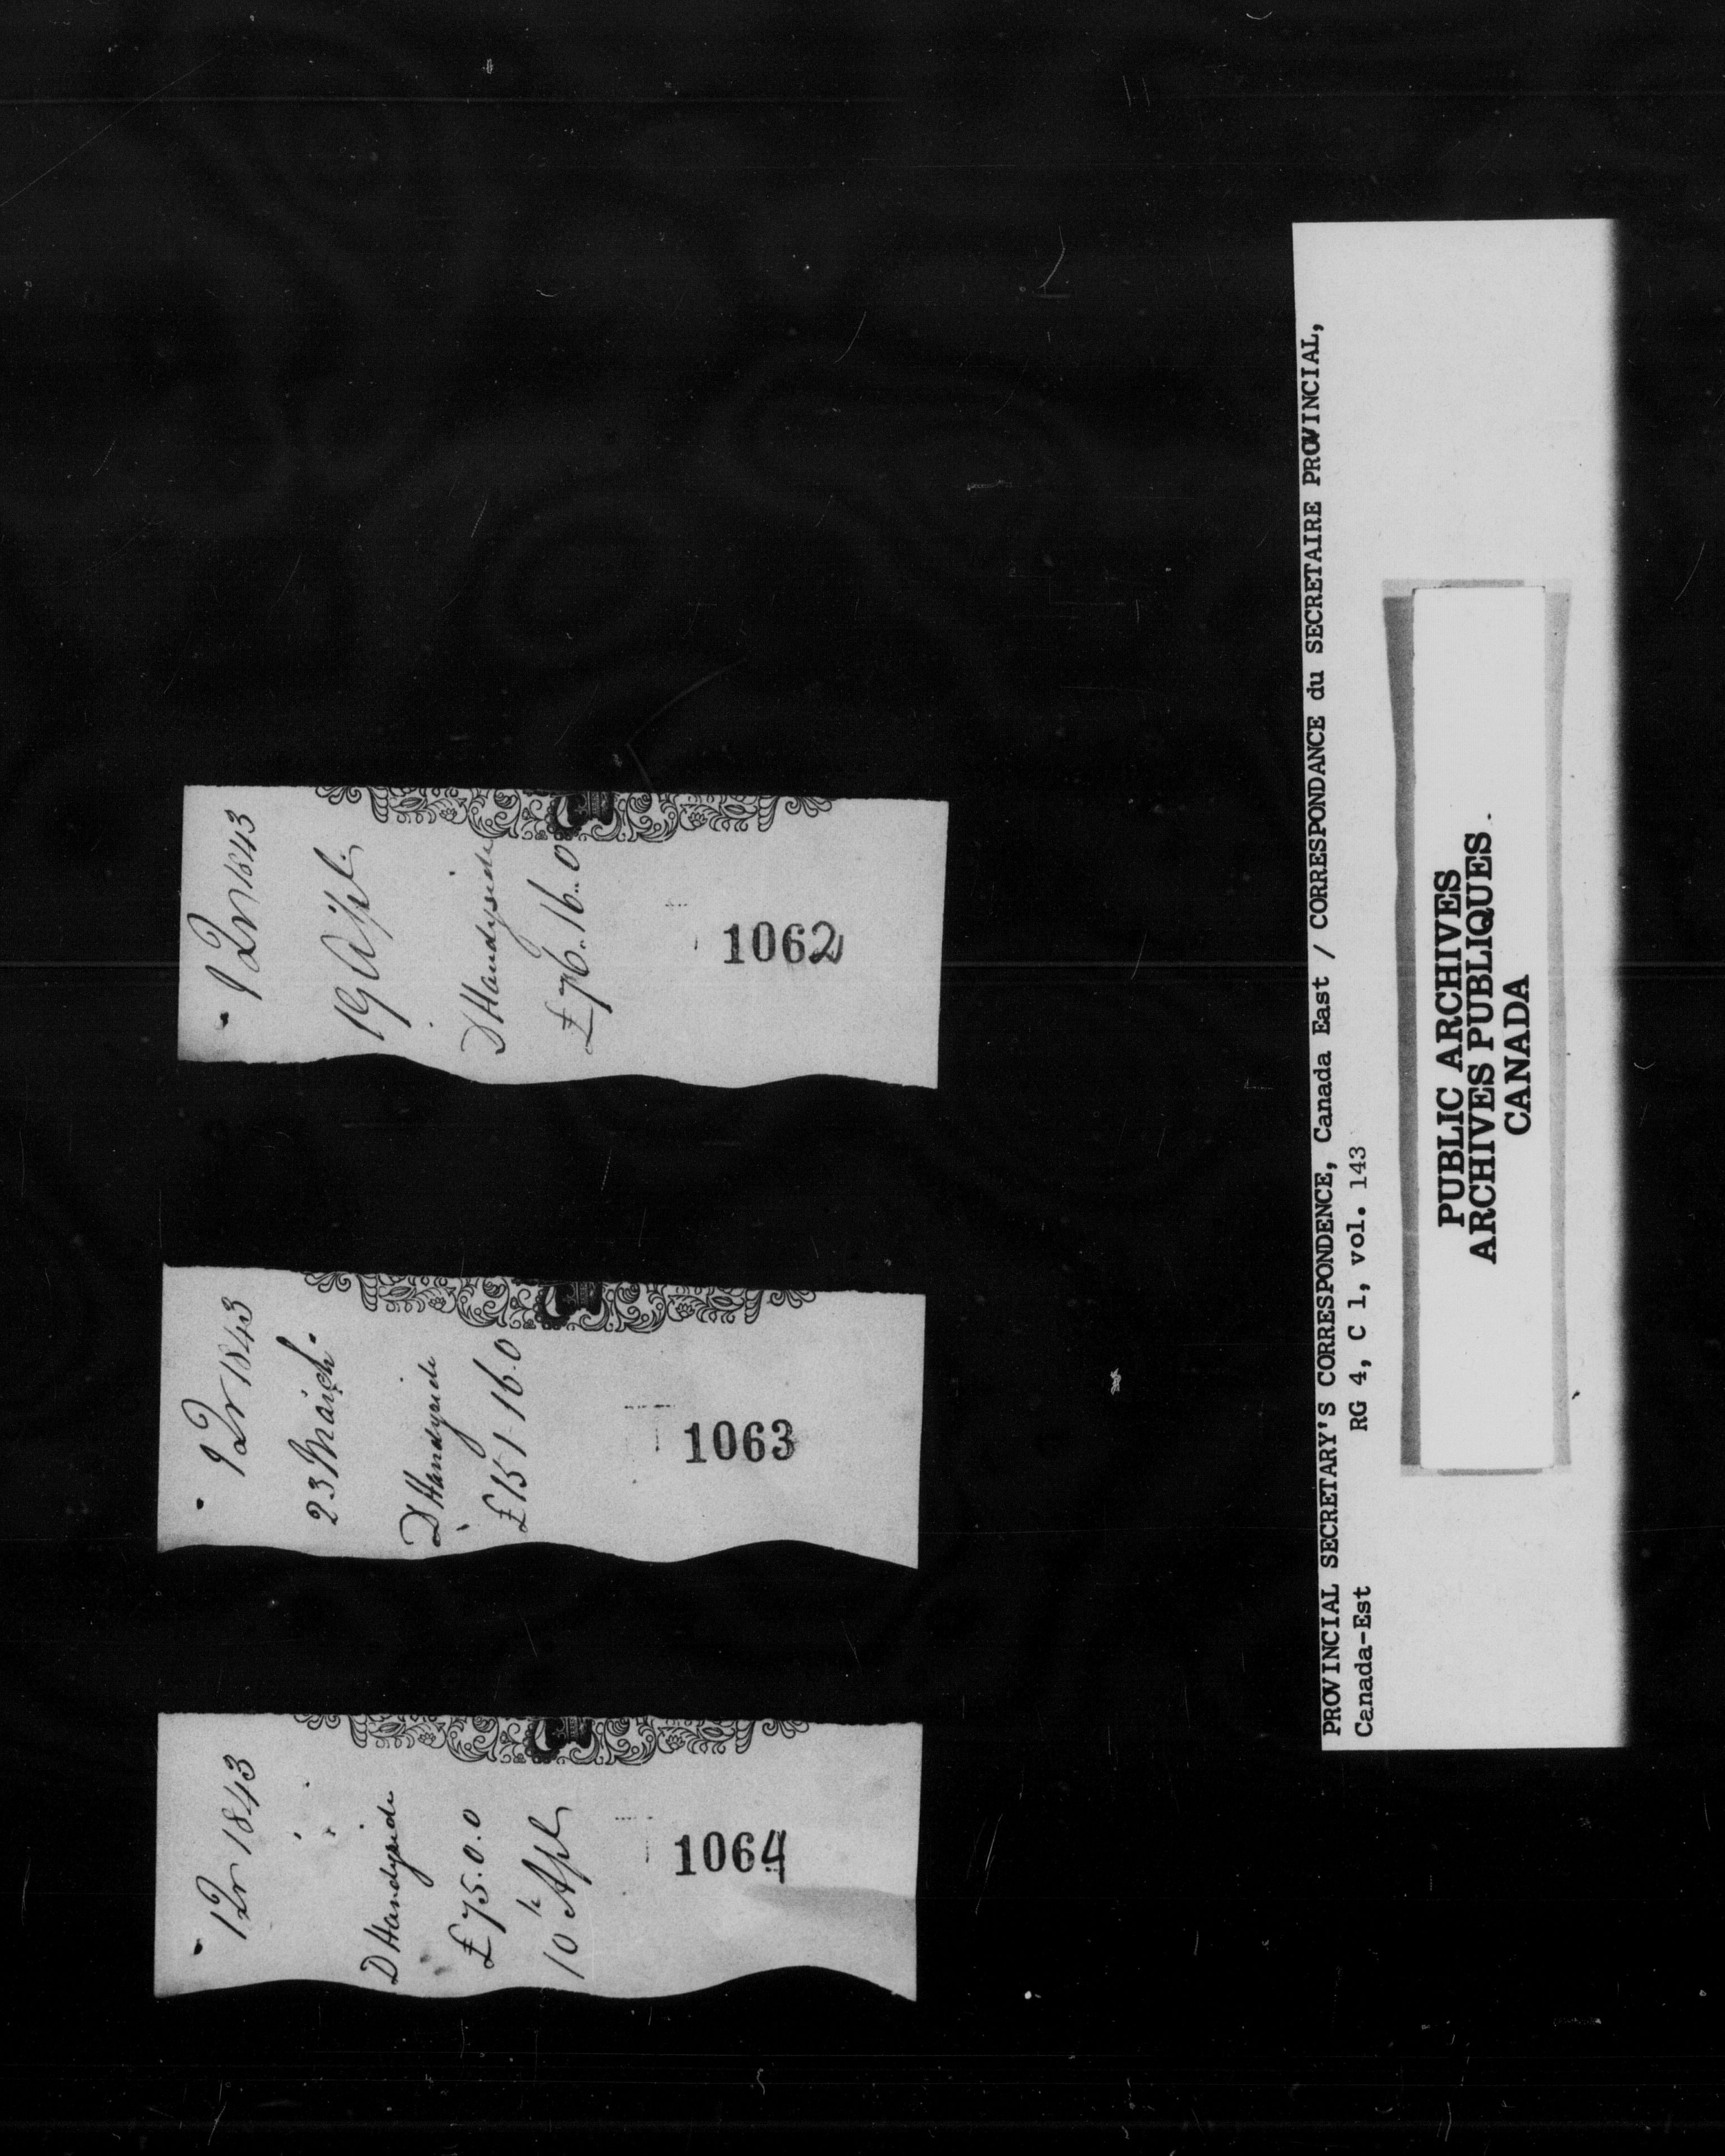 1843
19 Apl.
D Handyside
£76..16..0
1062
1843
23 March
D Handyside
£151-16.0
1063
1843
D Handyside
£75.0.0
10th Apl
1064
PROVINCIAL SECRETARY'S CORRESPONDENCE, Canada East / CORRESPONDANCE du SECRETAIRE PROVINCIAL,
Canada-Est RG 4, C 1, vol. 143
PUBLIC ARCHIVES
ARCHIVES PUBLIQUES
CANADA